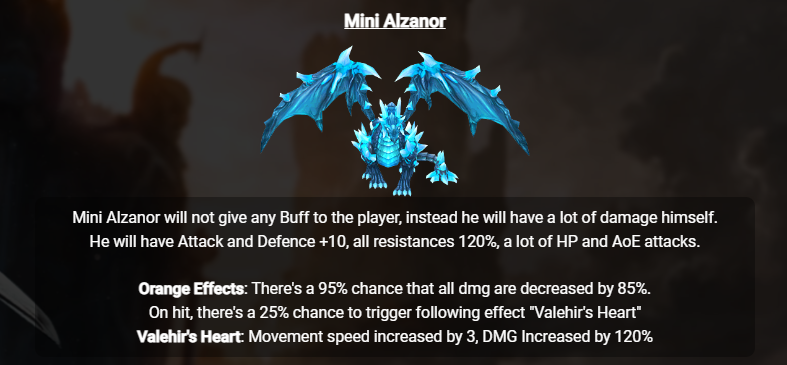 Mini Alzanor
Mini Alzanor will not give any Buff to the player, instead he will have a lot of damage himself.
He will have Attack and Defence +10, all resistances 120%, a lot of HP and AoE attacks.
Orange Effects: There's a 95% chance that all dmg are decreased by 85%.
On hit, there's a 25% chance to trigger following effect "Valehir's Heart"
Valehir's Heart: Movement speed increased by 3, DMG Increased by 120%